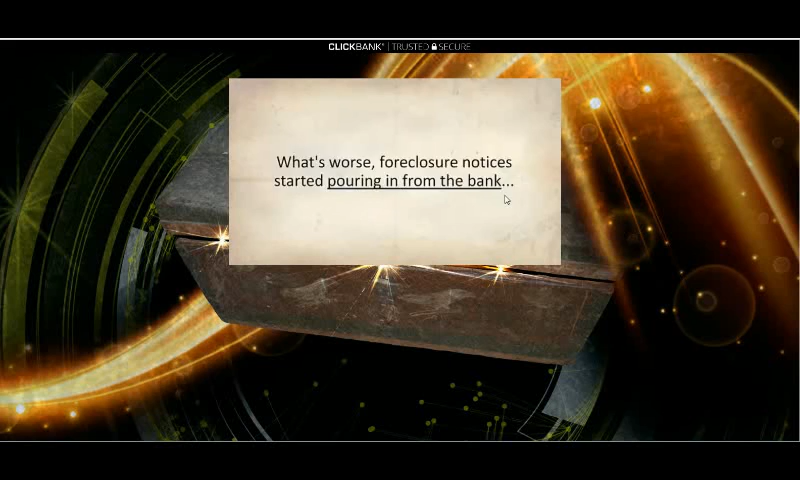 CLICKBANK® | TRUSTED SECURE
What's worse, foreclosure notices
started pouring in from the bank...